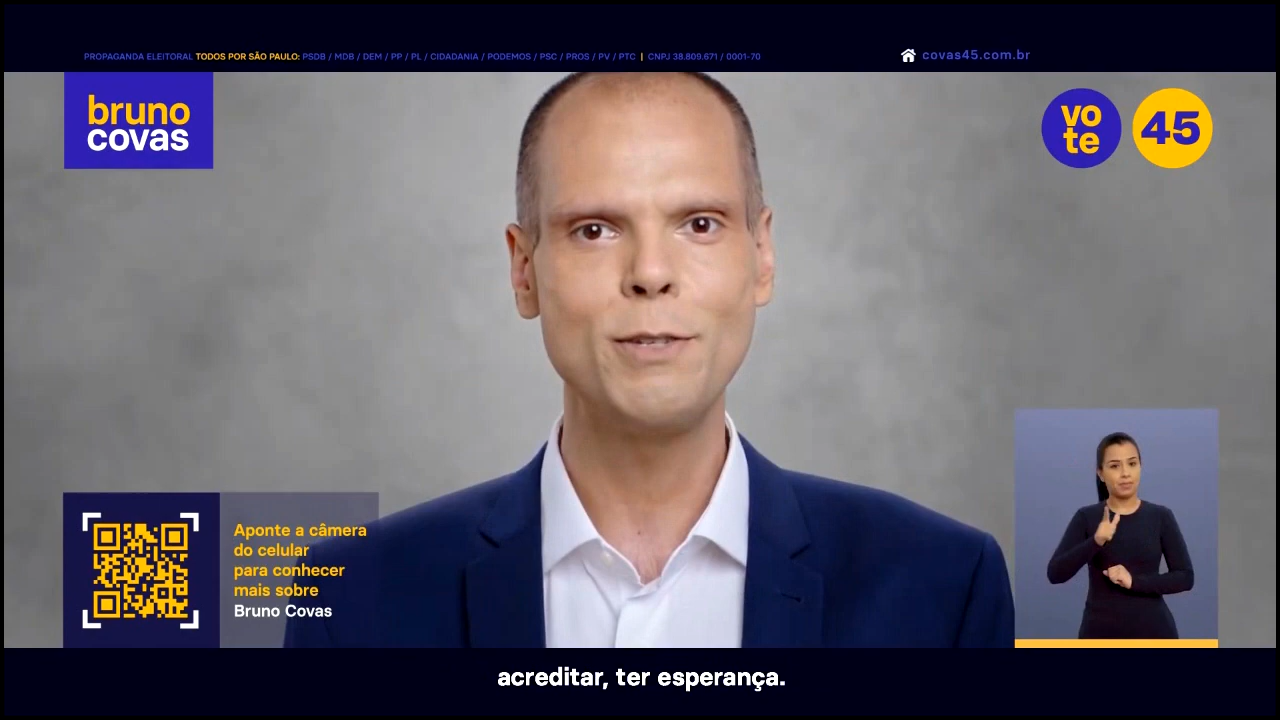 PROPAGANDA ELEITORAL TODOS POR SÃO PAULO: PSDB / MDB / DEM / PP / PL / CIDADANIA / PODEMOS / PSC / PROS / PV / PTC | CNPJ 38.809.671 / 0001-70
covas45.com.br
bruno
covas
vo
te
45
Aponte a câmera
do celular
para conhecer
mais sobre
Bruno Covas
acreditar, ter esperança.